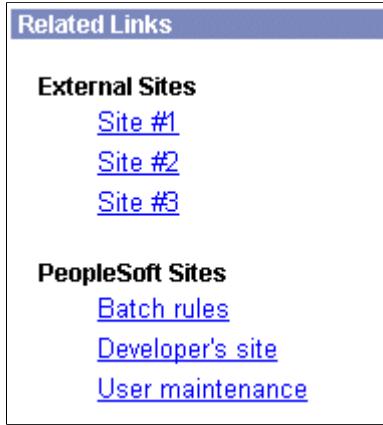 Related Links
External Sites
Site #1
Site #2
Site #3
PeopleSoft Sites
Batch rules
Developer's site
User maintenance